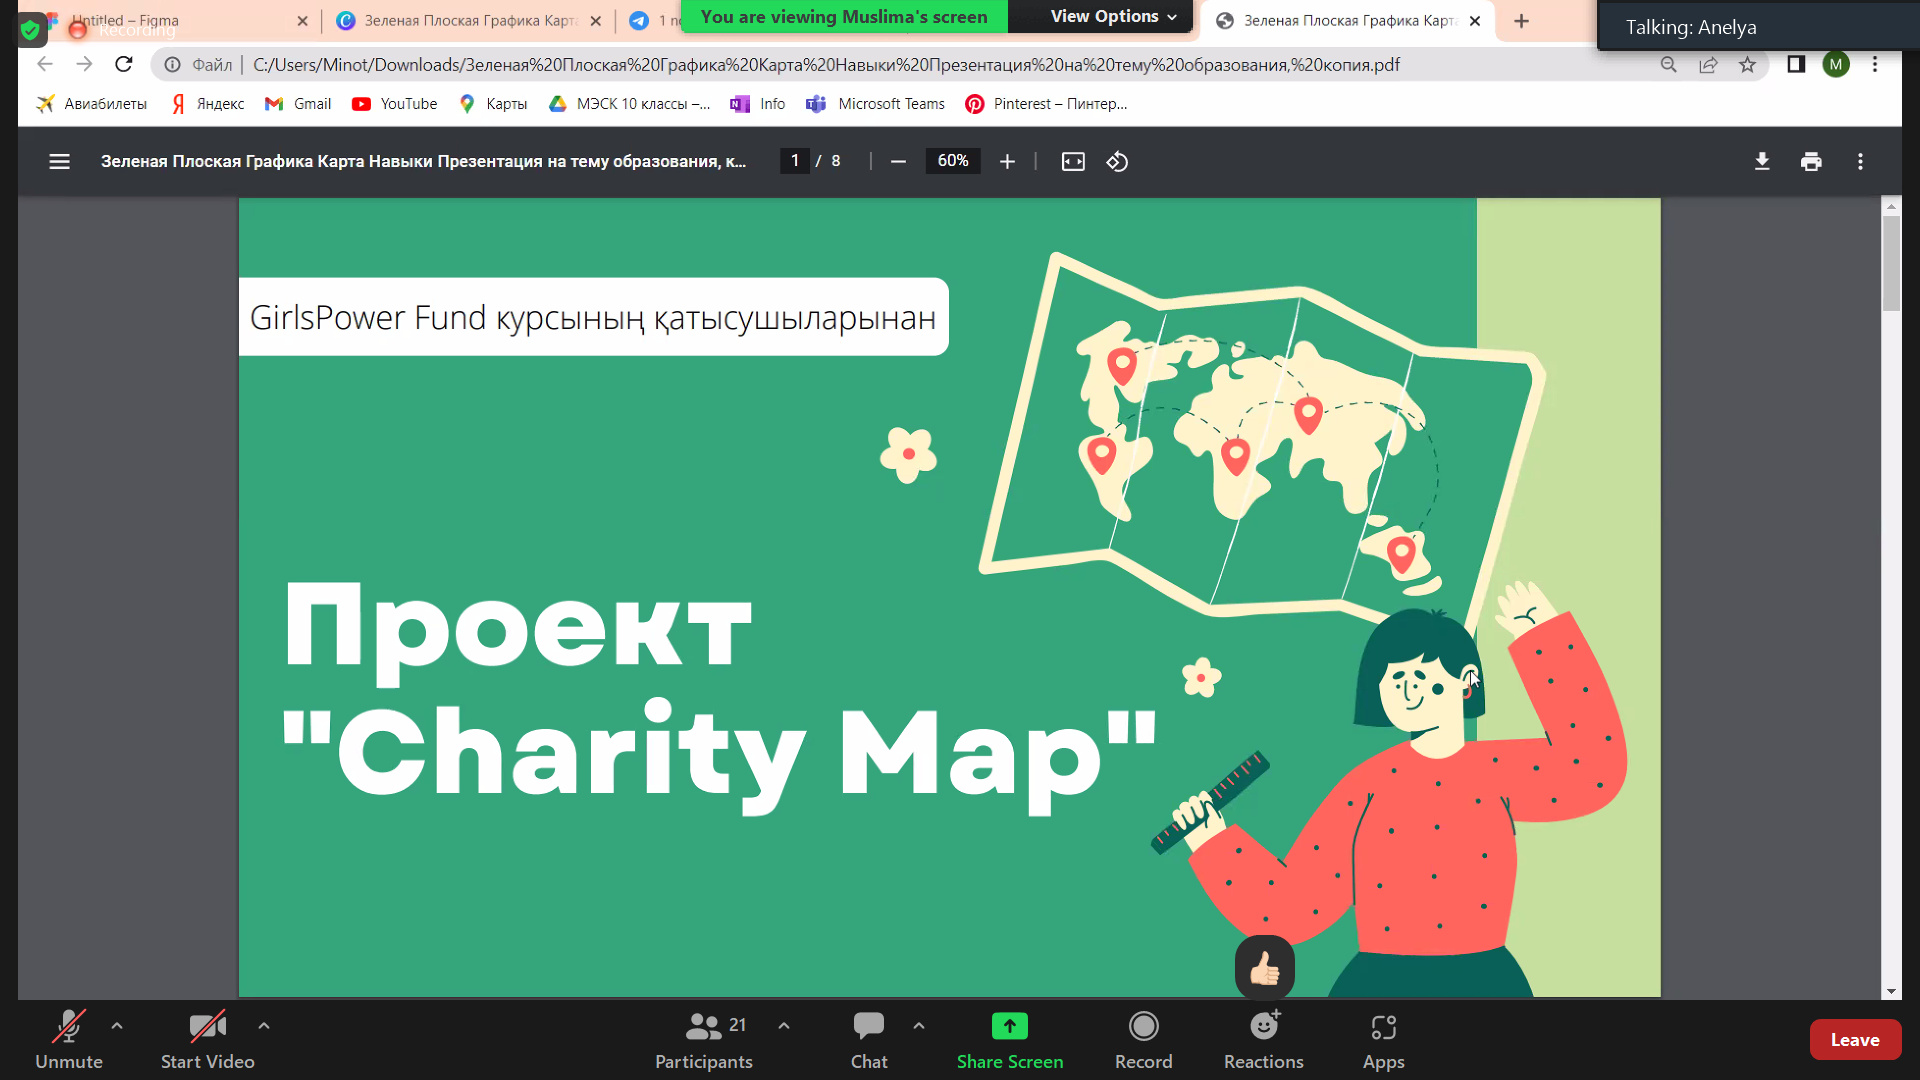 Untitled – Figma
Зеленая Плоская Графика Карта
1 n
You are viewing Muslima's screen
View Options
Зеленая Плоская Графика Карта
Talking: Anelya
Recording
Файл
C:/Users/Minot/Downloads/Зеленая%20Плоская%20Графика%20Карта%20Навыки%20Презентация%20на%20тему%20образования,%20копия.pdf
M
Авиабилеты
Яндекс
Gmail
YouTube
Карты
МЭСК 10 классы –...
Info
Microsoft Teams
Pinterest – Пинтер...
Зеленая Плоская Графика Карта Навыки Презентация на тему образования, к...
1 / 8
60%
GirlsPower Fund курсының қатысушыларынан
Проект
"Charity Map"
Unmute
Start Video
21
Participants
Chat
Share Screen
Record
Reactions
Apps
Leave